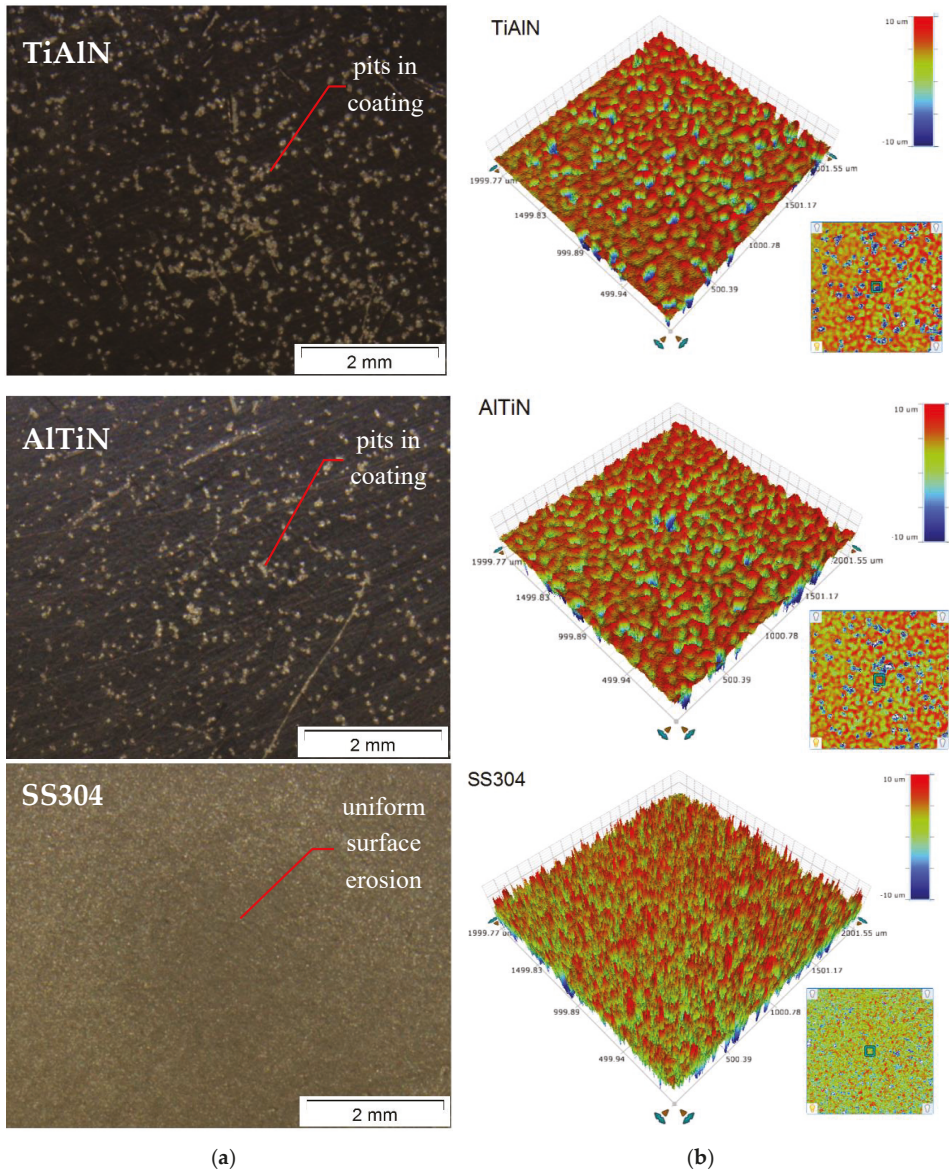 TiAlN
pits in
coating
2 mm
TiAlN
10 um
-10 um
1999.77 um
1499.83
999.89
499.94
500.39
1000.78
1501.17
2001.55 um
AlTiN
pits in
coating
2 mm
AlTiN
10 um
-10 um
1999.77 um
1499.83
999.89
499.94
500.39
1000.78
1501.17
2001.55 um
SS304
uniform
surface
erosion
2 mm
SS304
10 um
-10 um
1999.77 um
1499.83
999.89
499.94
500.39
1000.78
1501.17
2001.55 um
(a)
(b)